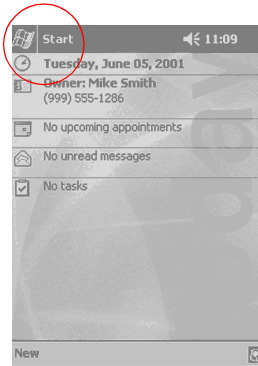 Start 11:09
Tuesday, June 05, 2001
Owner: Mike Smith
(999) 555-1286
No upcoming appointments
No unread messages
No tasks
New